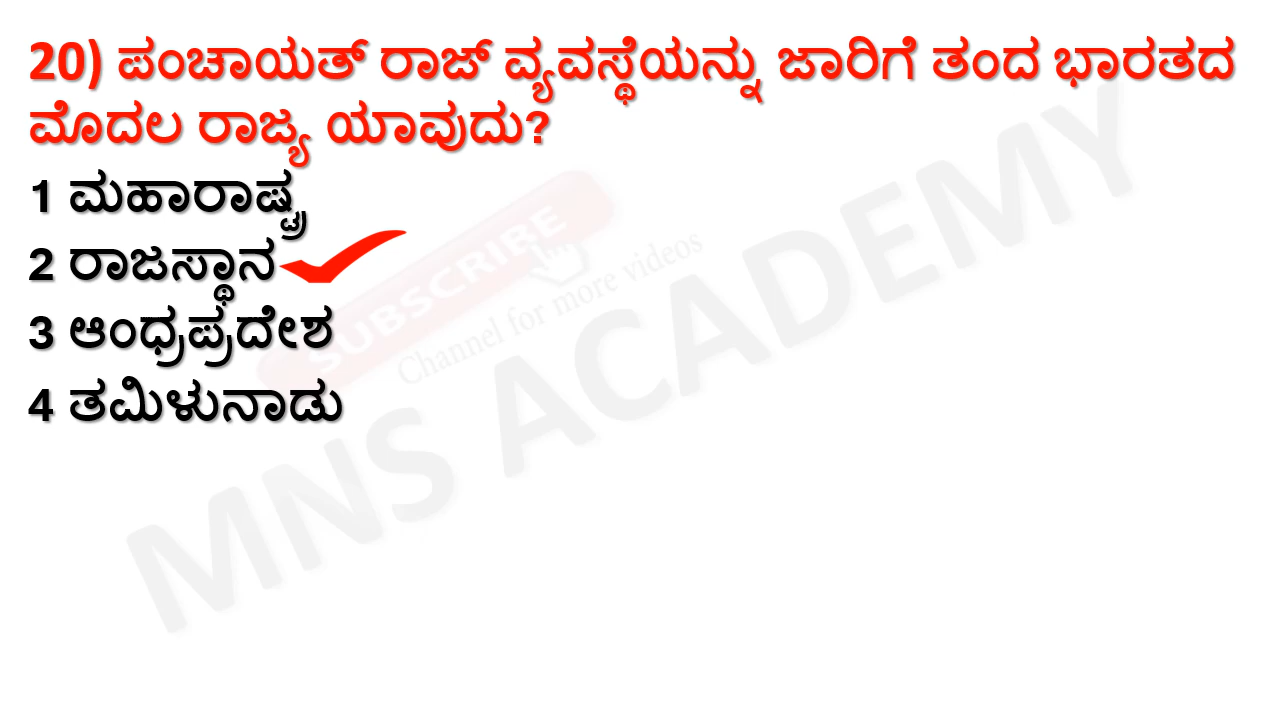 20) ಪಂಚಾಯತ್ ರಾಜ್ ವ್ಯವಸ್ಥೆಯನ್ನು ಜಾರಿಗೆ ತಂದ ಭಾರತದ
ಮೊದಲ ರಾಜ್ಯ ಯಾವುದು?
1 ಮಹಾರಾಷ್ಟ್ರ
2 ರಾಜಸ್ಥಾನ
3 ಆಂಧ್ರಪ್ರದೇಶ
4 ತಮಿಳುನಾಡು
SUBSCRIBE
Channel for more videos
MNS ACADEMY